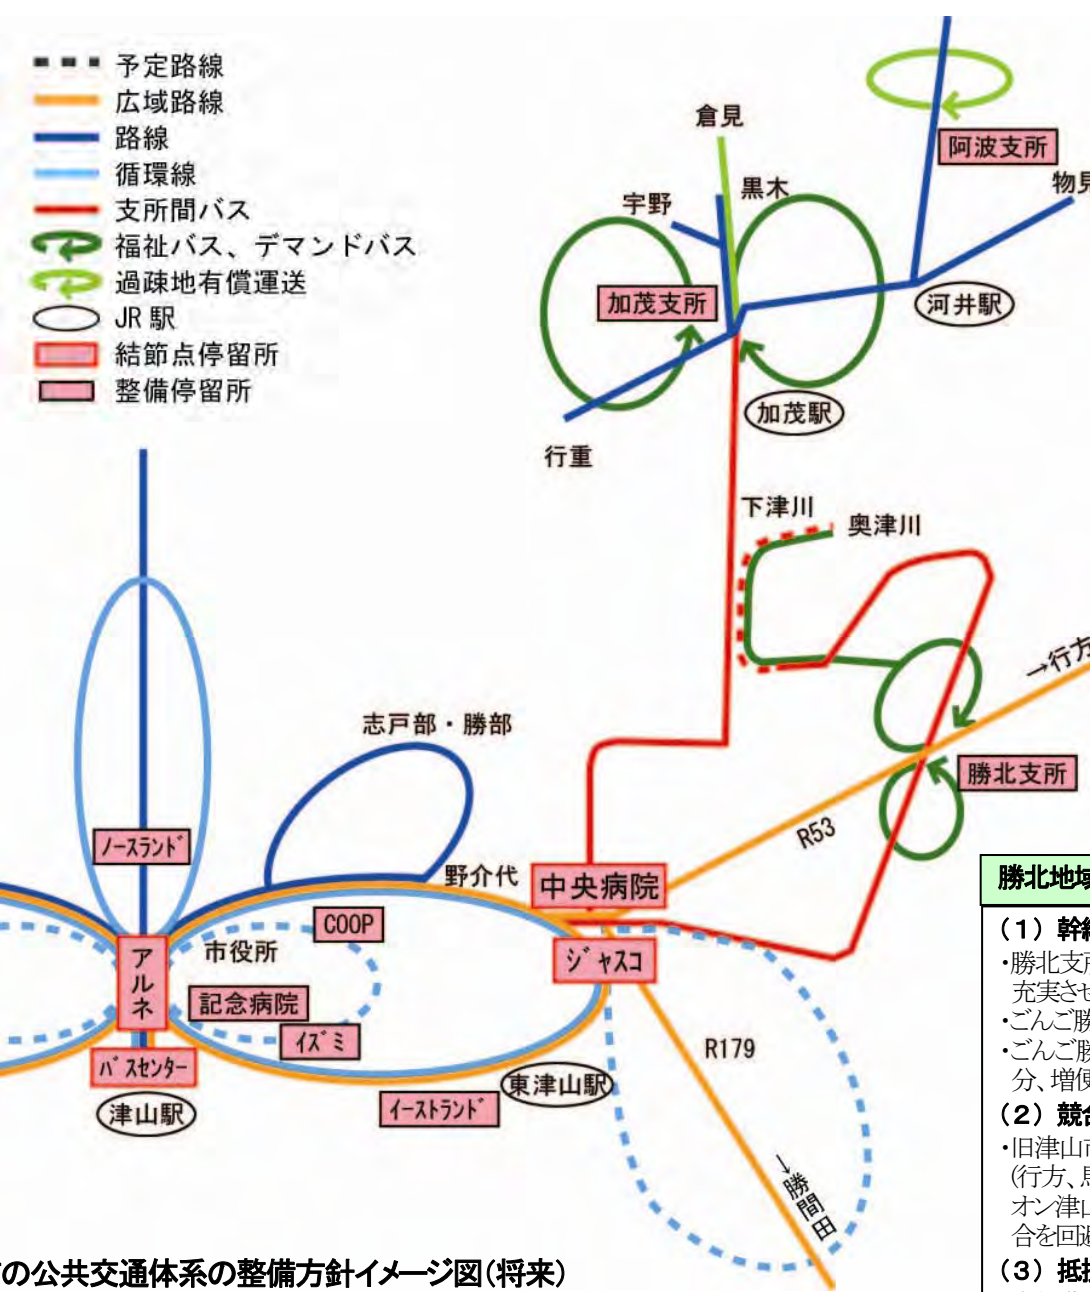 予定路線
広域路線
路線
循環線
支所間バス
福祉バス、デマンドバス
過疎地有償運送
JR 駅
結節点停留所
整備停留所
倉見
黒木
宇野
加茂支所
行重
加茂駅
阿波支所
物見
河井駅
下津川
奥津川
→行方
志戸部・勝部
勝北支所
R53
ノースランド
野介代
中央病院
COOP
アルネ
市役所
ジャスコ
記念病院
イズミ
バスセンター
津山駅
東津山駅
イーストランド
R179
→勝間田
の公共交通体系の整備方針イメージ図(将来)
勝北地域
(1) 幹線
・勝北支所
充実させ
・ごんご勝
・ごんご勝
分、増便
(2) 競合
・旧津山市
(行方、馬
オン津山
合を回避
(3) 抵抗